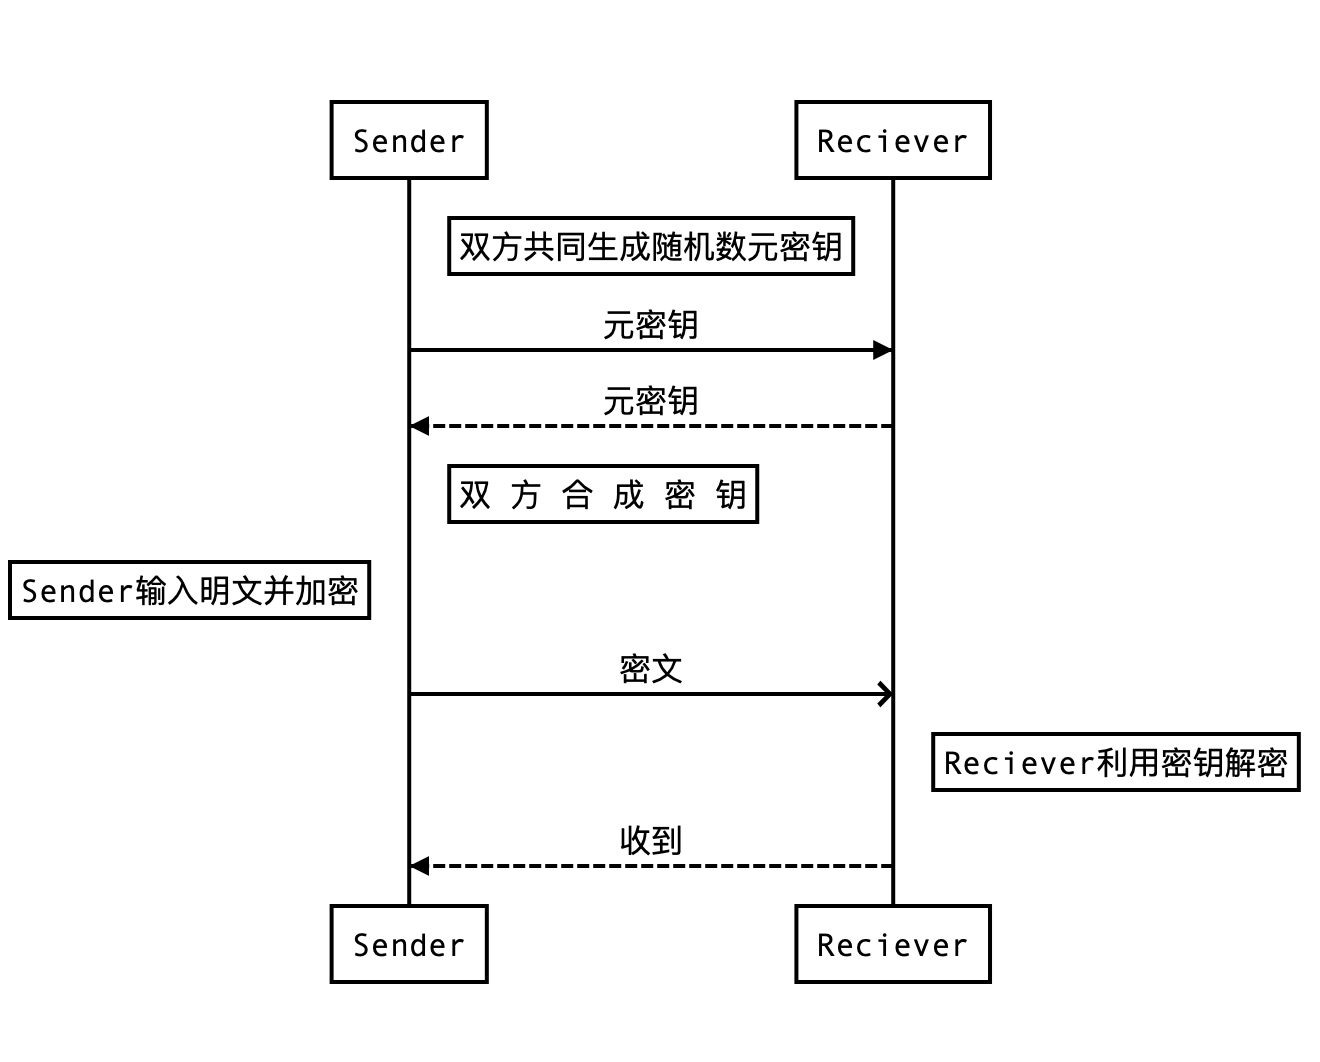 Sender
Reciever
双方共同生成随机数元密钥
元密钥
元密钥
双 方 合 成 密 钥
Sender输入明文并加密
密文
Reciever利用密钥解密
收到
Sender
Reciever